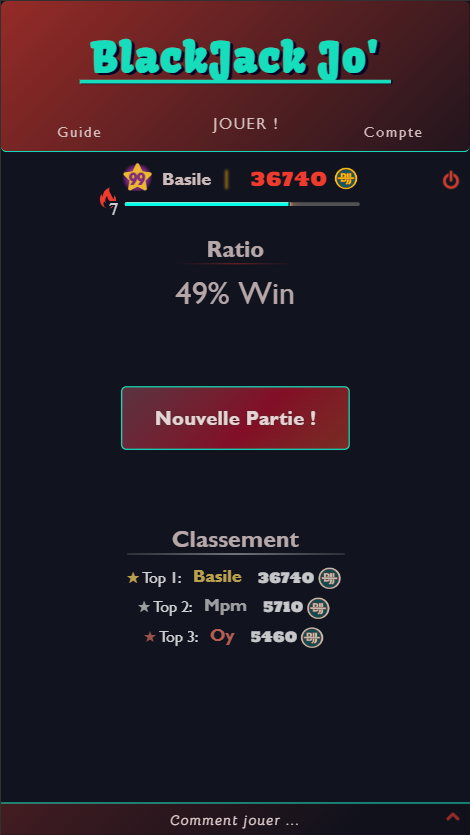 BlackJack Jo'
Guide JOUER ! Compte
99 Basile | 36740
7
Ratio
49% Win
Nouvelle Partie !
Classement
Top 1: Basile 36740
Top 2: Mpm 5710
Top 3: Oy 5460
Comment jouer ...